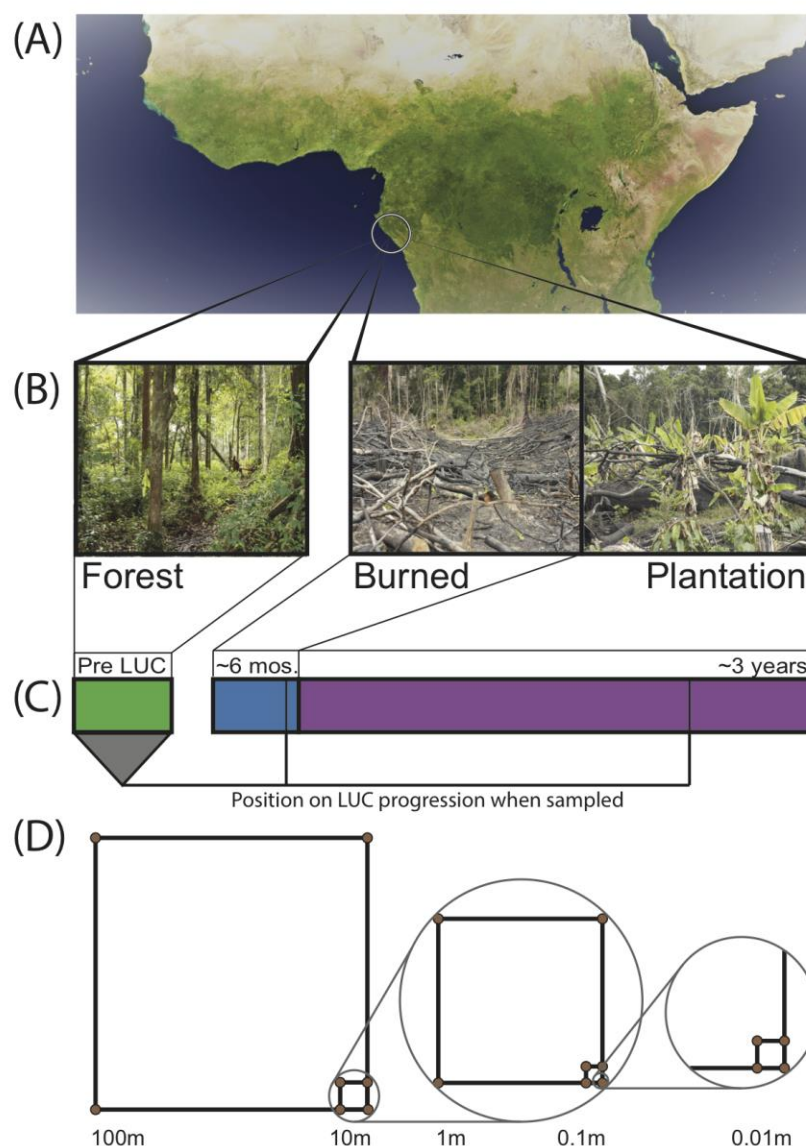 (A)
(B)
Forest
Burned
Plantation
Pre LUC
~6 mos.
~3 years
(C)
Position on LUC progression when sampled
(D)
100m
10m
1m
0.1m
0.01m